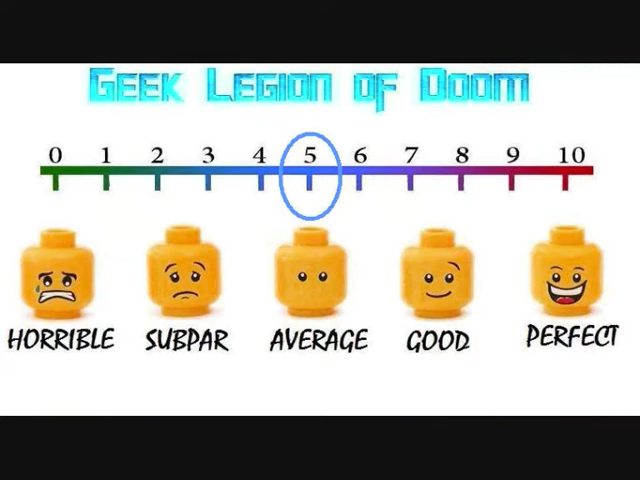 Geek Legion of Doom
0 1 2 3 4 5 6 7 8 9 10
HORRIBLE SUBPAR AVERAGE GOOD PERFECT